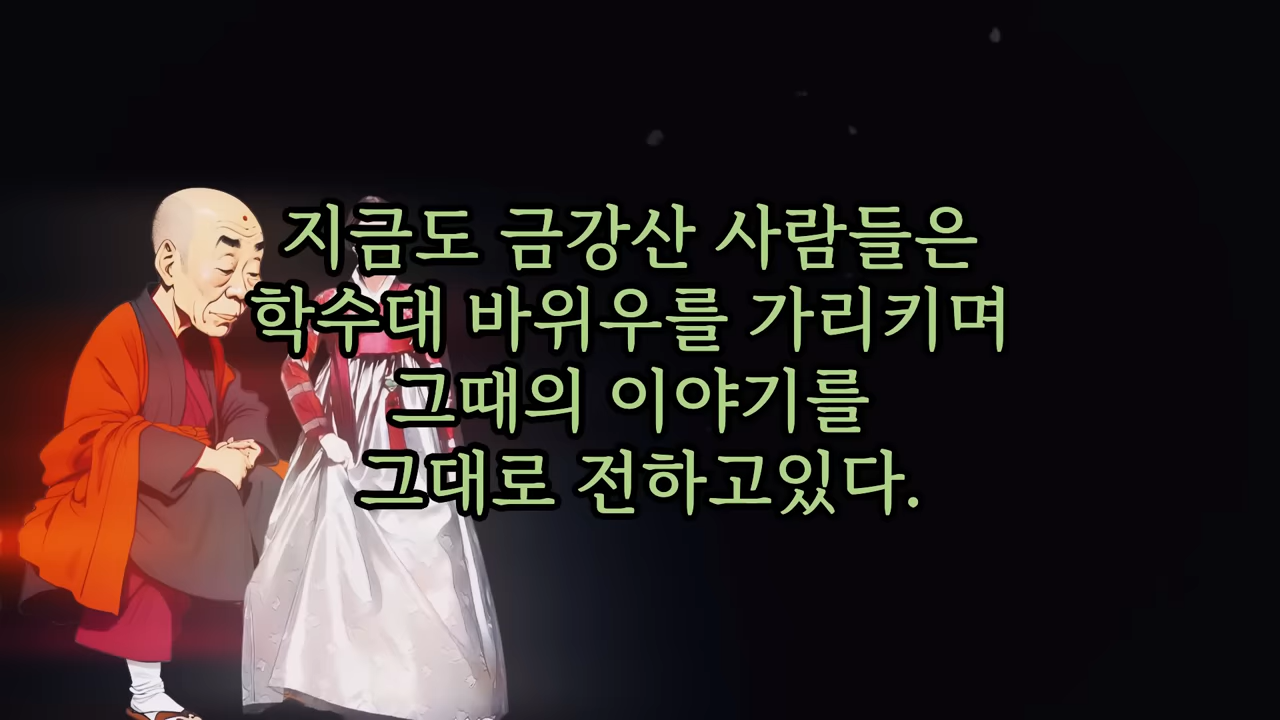 지금도 금강산 사람들은
학수대 바위우를 가리키며
그때의 이야기를
그대로 전하고있다.